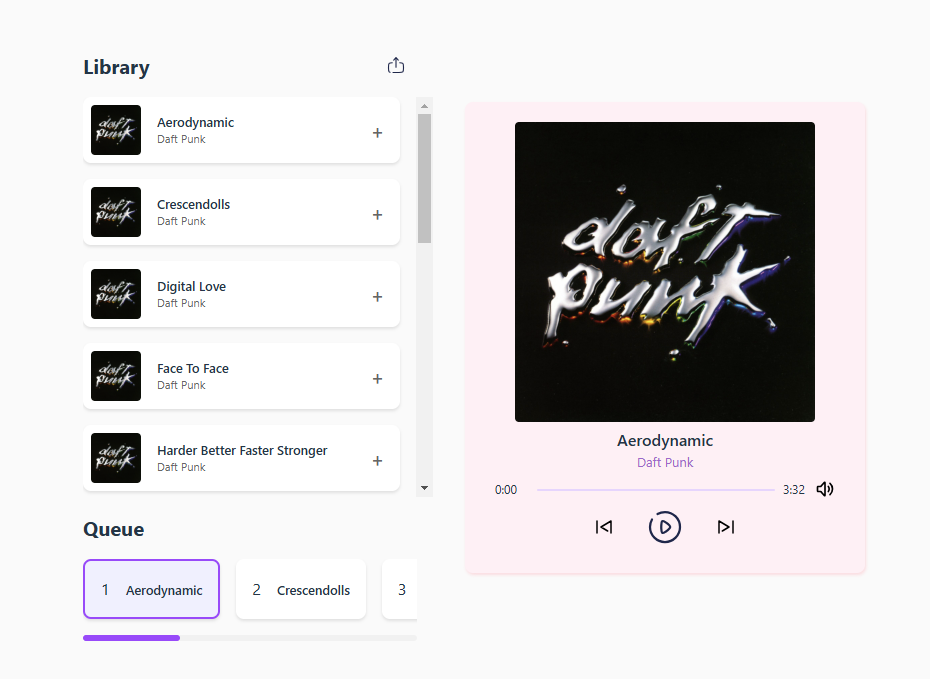 Library
Aerodynamic
Daft Punk
+
Crescendolls
Daft Punk
+
Digital Love
Daft Punk
+
Face To Face
Daft Punk
+
Harder Better Faster Stronger
Daft Punk
+
Queue
1 Aerodynamic
2 Crescendolls
3
daft
punk
Aerodynamic
Daft Punk
0:00 3:32